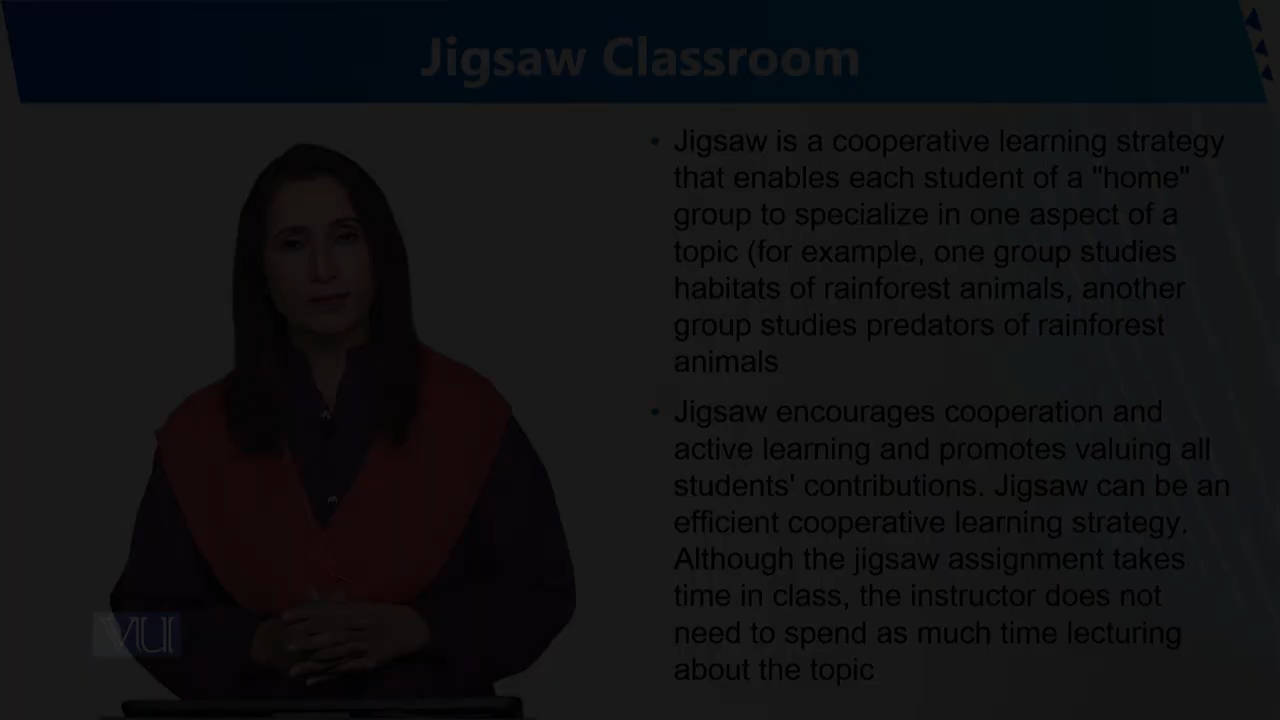 Jigsaw Classroom
• Jigsaw is a cooperative learning strategy
that enables each student of a "home"
group to specialize in one aspect of a
topic (for example, one group studies
habitats of rainforest animals, another
group studies predators of rainforest
animals
• Jigsaw encourages cooperation and
active learning and promotes valuing all
students' contributions. Jigsaw can be an
efficient cooperative learning strategy.
Although the jigsaw assignment takes
time in class, the instructor does not
need to spend as much time lecturing
about the topic
VU